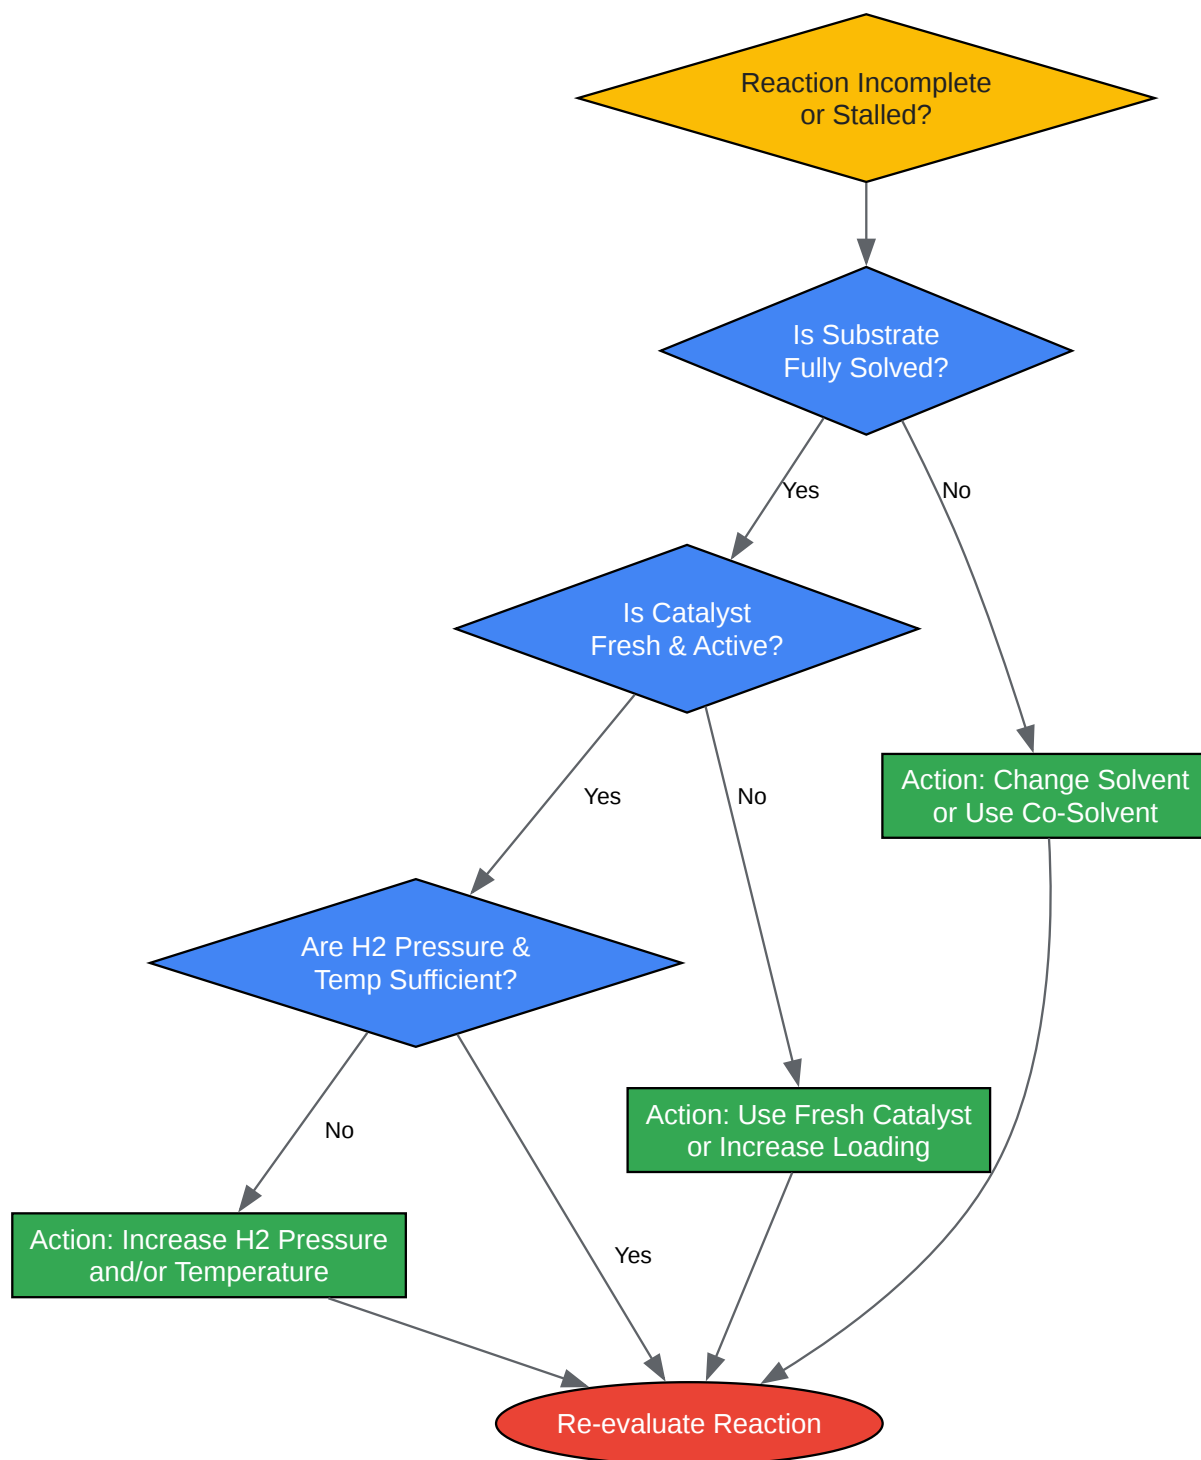 Reaction Incomplete
or Stalled?
Is Substrate
Fully Solved?
Yes
No
Is Catalyst
Fresh & Active?
Action: Change Solvent
or Use Co-Solvent
Yes
No
Are H2 Pressure &
Temp Sufficient?
Action: Use Fresh Catalyst
or Increase Loading
No
Yes
Action: Increase H2 Pressure
and/or Temperature
Re-evaluate Reaction